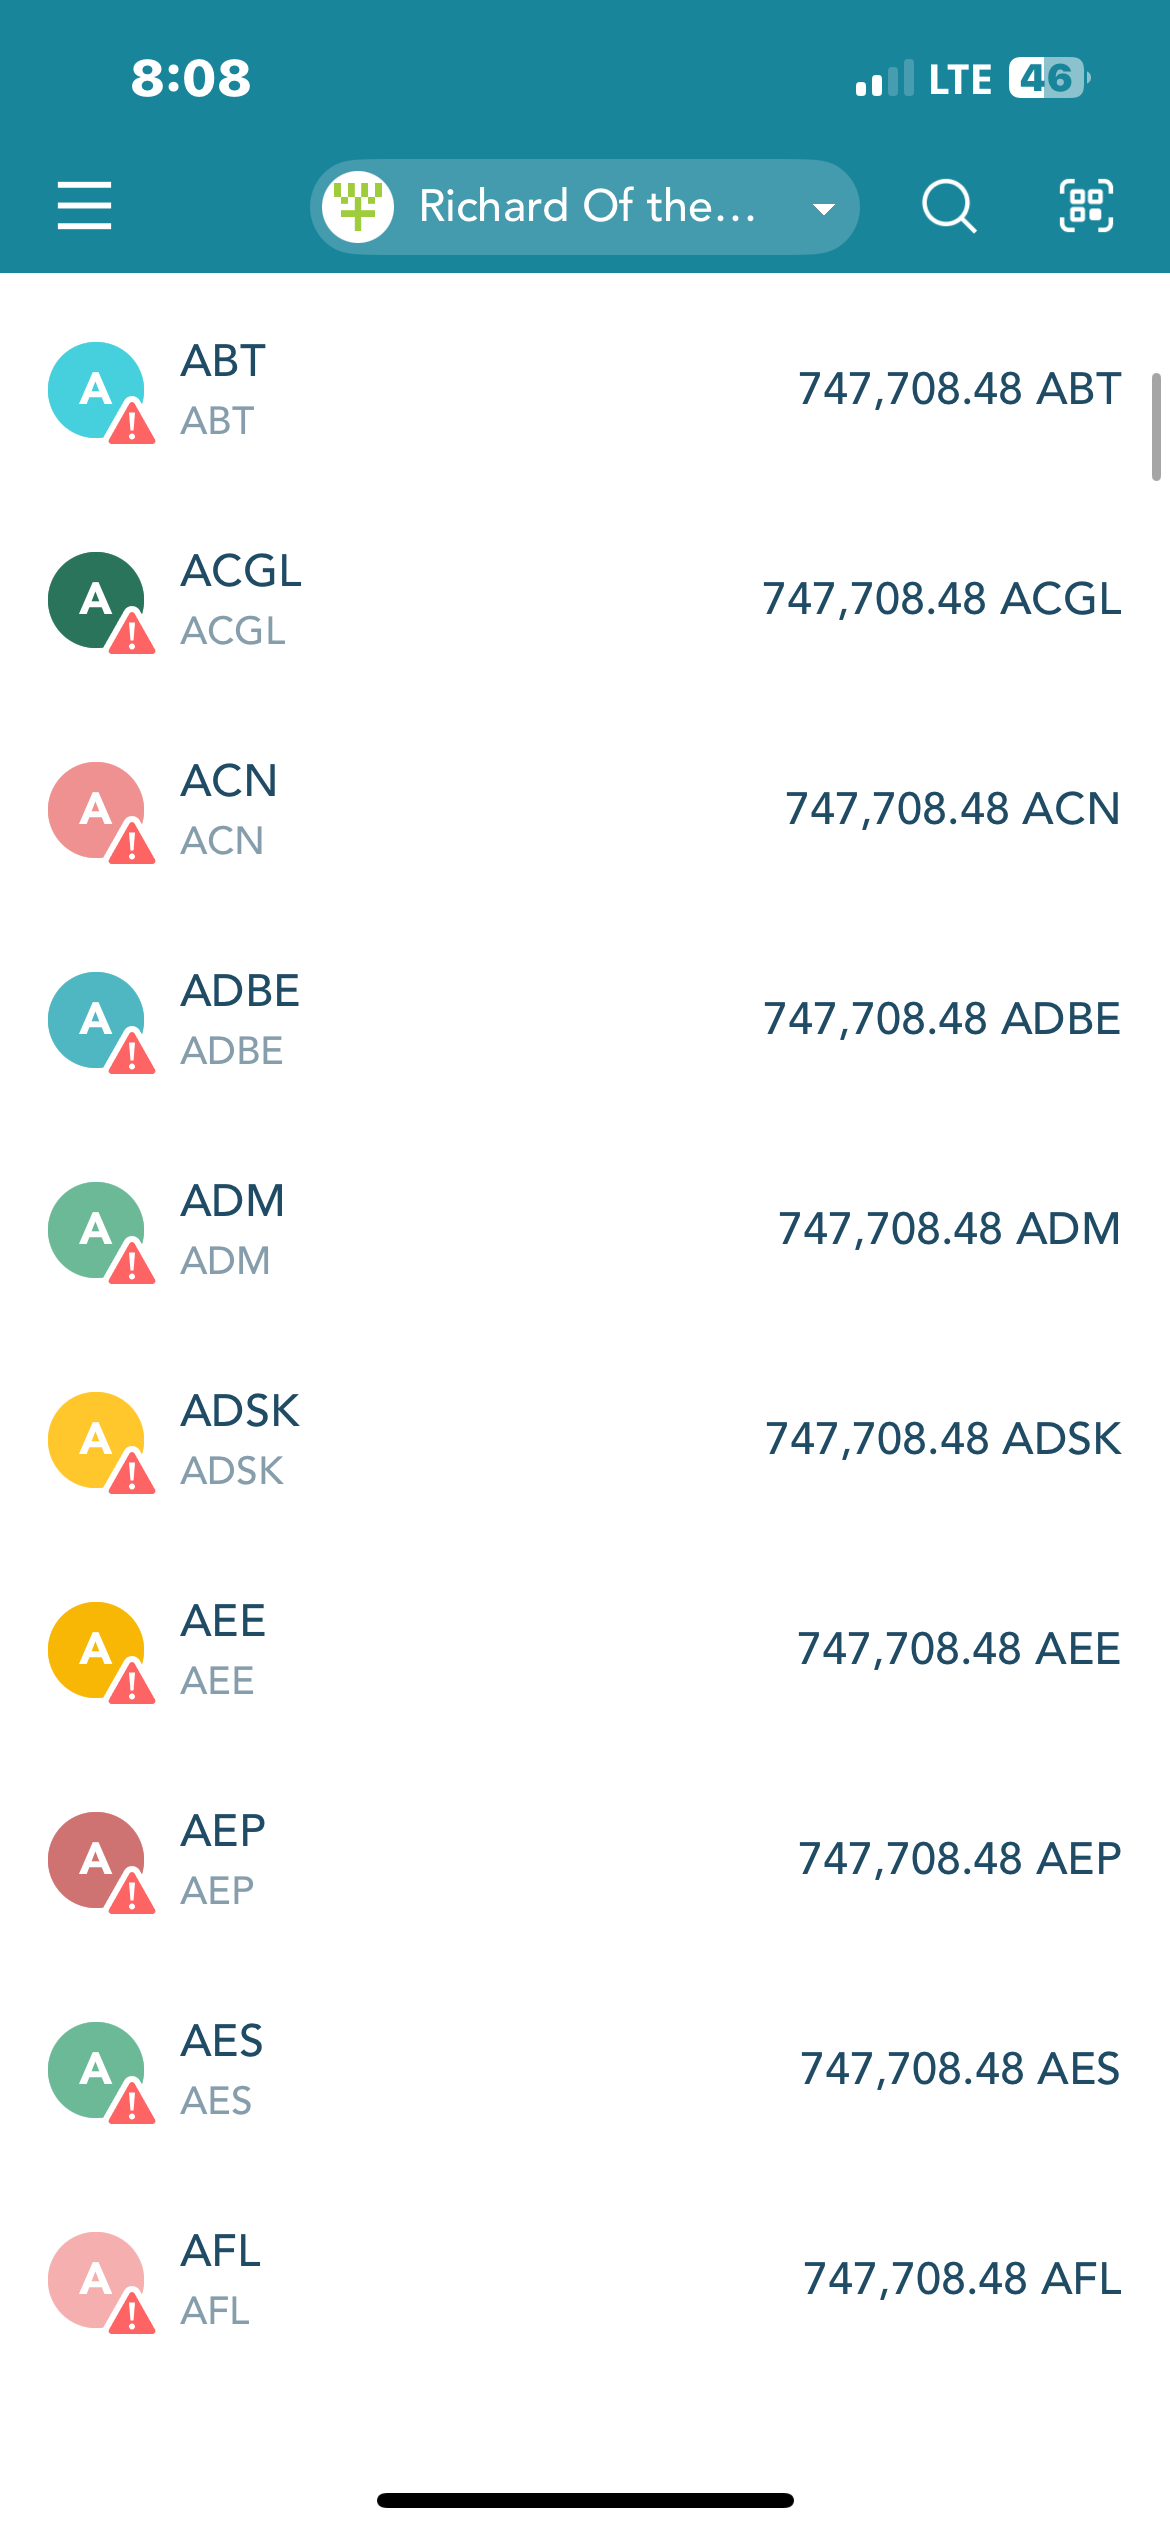 8:08
LTE 46
Richard Of the...
A
ABT
ABT
747,708.48 ABT
A
ACGL
ACGL
747,708.48 ACGL
A
ACN
ACN
747,708.48 ACN
A
ADBE
ADBE
747,708.48 ADBE
A
ADM
ADM
747,708.48 ADM
A
ADSK
ADSK
747,708.48 ADSK
A
AEE
AEE
747,708.48 AEE
A
AEP
AEP
747,708.48 AEP
A
AES
AES
747,708.48 AES
A
AFL
AFL
747,708.48 AFL